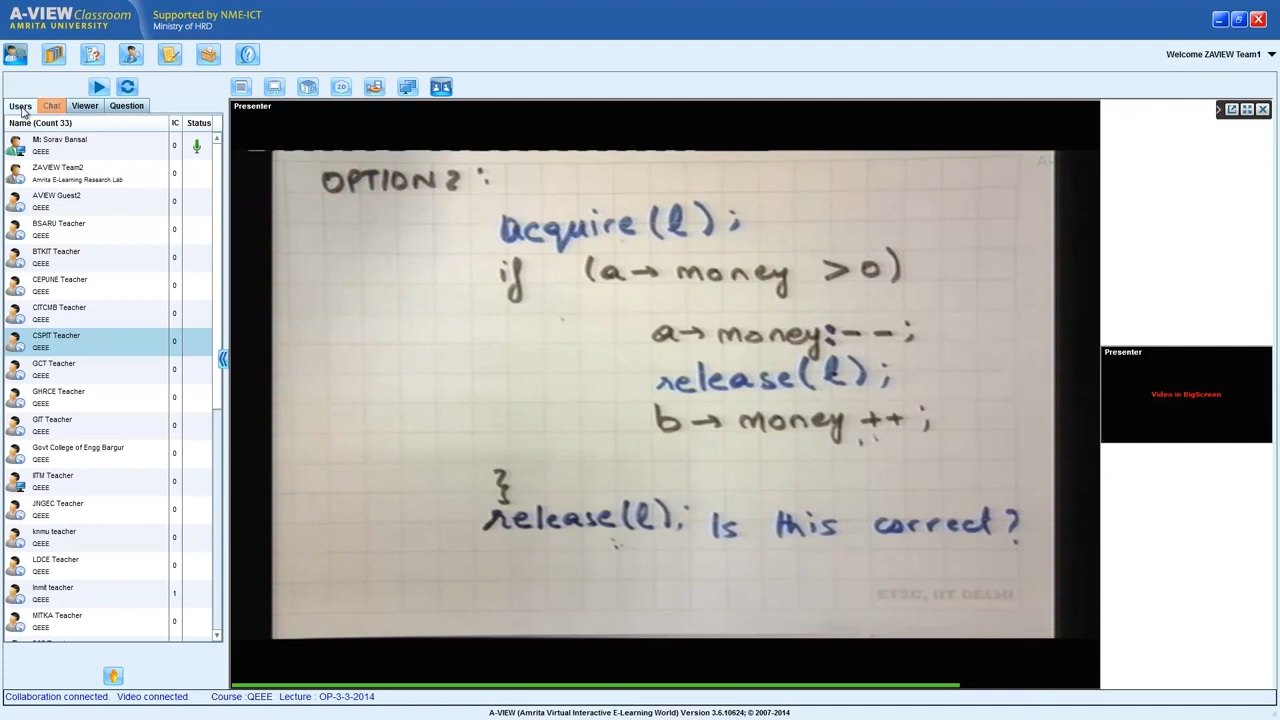 A-VIEW Classroom
AMRITA UNIVERSITY
Supported by NME-ICT
Ministry of HRD
Welcome ZAVIEW Team1
Users Chat Viewer Question
Name (Count 33) IC Status
M: Sorav Bansal
QEEE 0
ZAVIEW Team2
Amrita E-Learning Research Lab 0
AVIEW Guest2
QEEE 0
BSARU Teacher
QEEE 0
BTKIT Teacher
QEEE 0
CEPUNE Teacher
QEEE 0
CITCMB Teacher
QEEE 0
CSPIT Teacher
QEEE 0
GCT Teacher
QEEE 0
GHRCE Teacher
QEEE 0
GIT Teacher
QEEE 0
Govt College of Engg Bargur
QEEE 0
IITM Teacher
QEEE 0
JNGEC Teacher
QEEE 0
knmu teacher
QEEE 0
LDCE Teacher
QEEE 0
lnmit teacher
QEEE 1
MITKA Teacher
QEEE 0
Presenter
OPTION 2 :
acquire(l);
if (a→ money > 0)
a→ money:--;
release(l);
b→ money ++ ;
}
release(l); Is this correct?
ETSC, IIT DELHI
Presenter
Video in BigScreen
Collaboration connected. Video connected. Course :QEEE Lecture : OP-3-3-2014
A-VIEW (Amrita Virtual Interactive E-Learning World) Version 3.6.10624; © 2007-2014